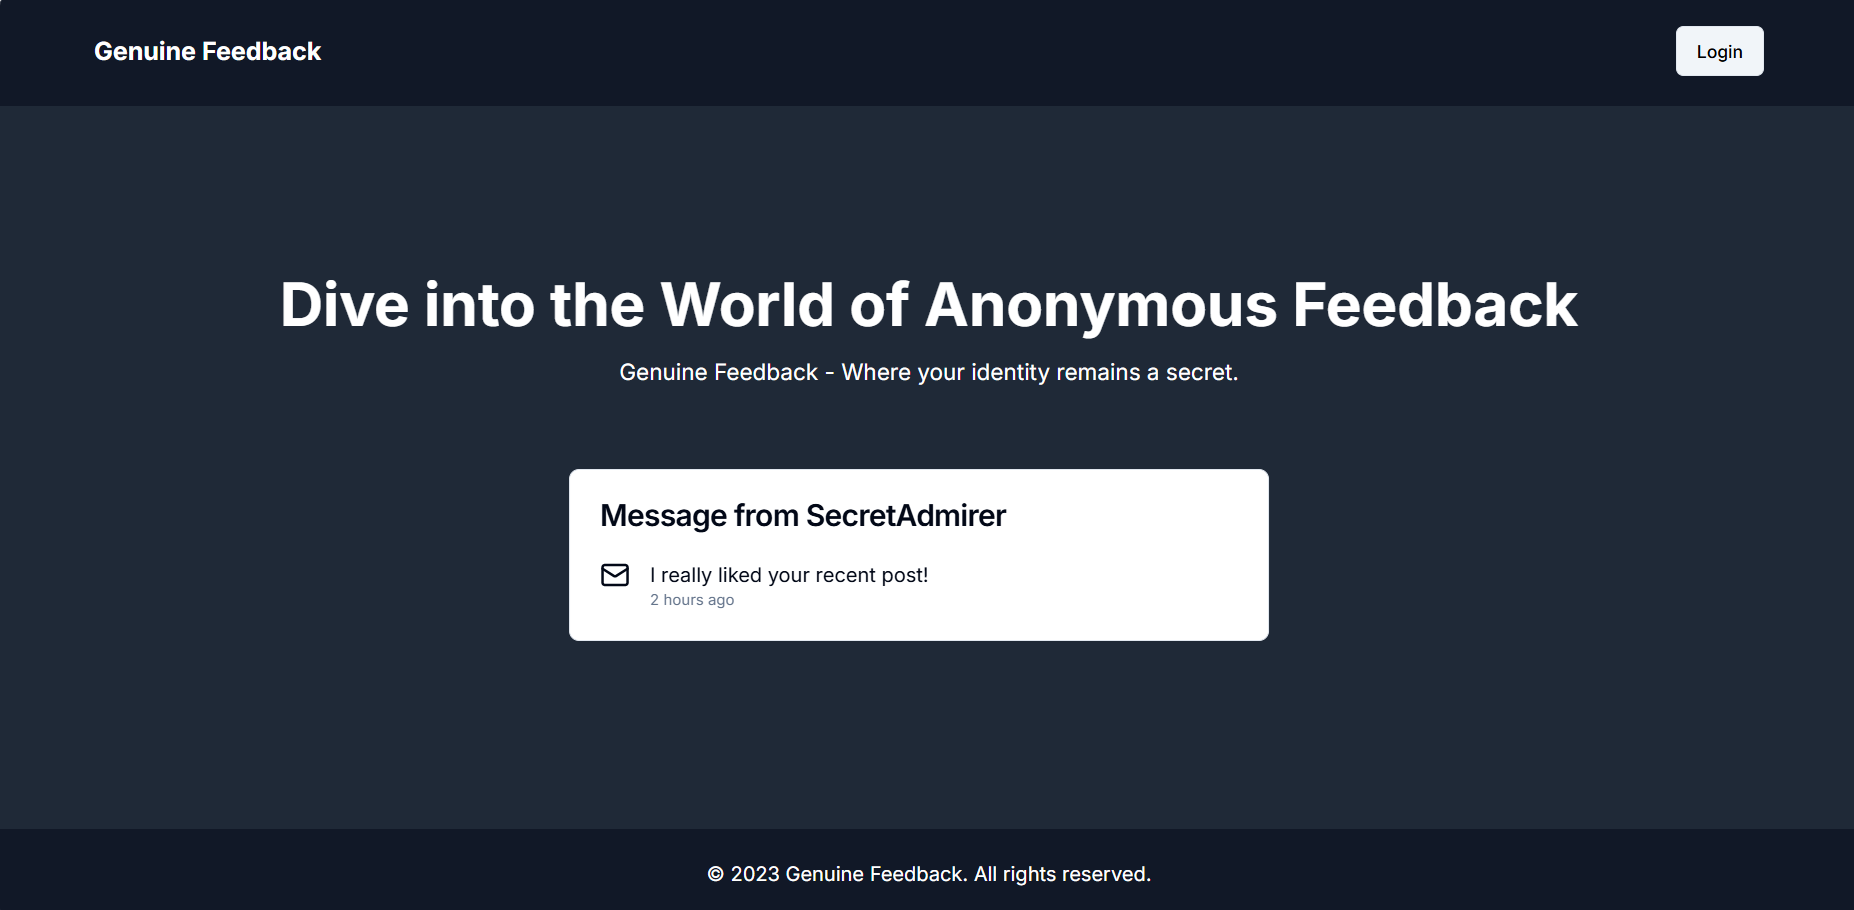 Genuine Feedback
Login
Dive into the World of Anonymous Feedback
Genuine Feedback - Where your identity remains a secret.
Message from SecretAdmirer
I really liked your recent post!
2 hours ago
© 2023 Genuine Feedback. All rights reserved.